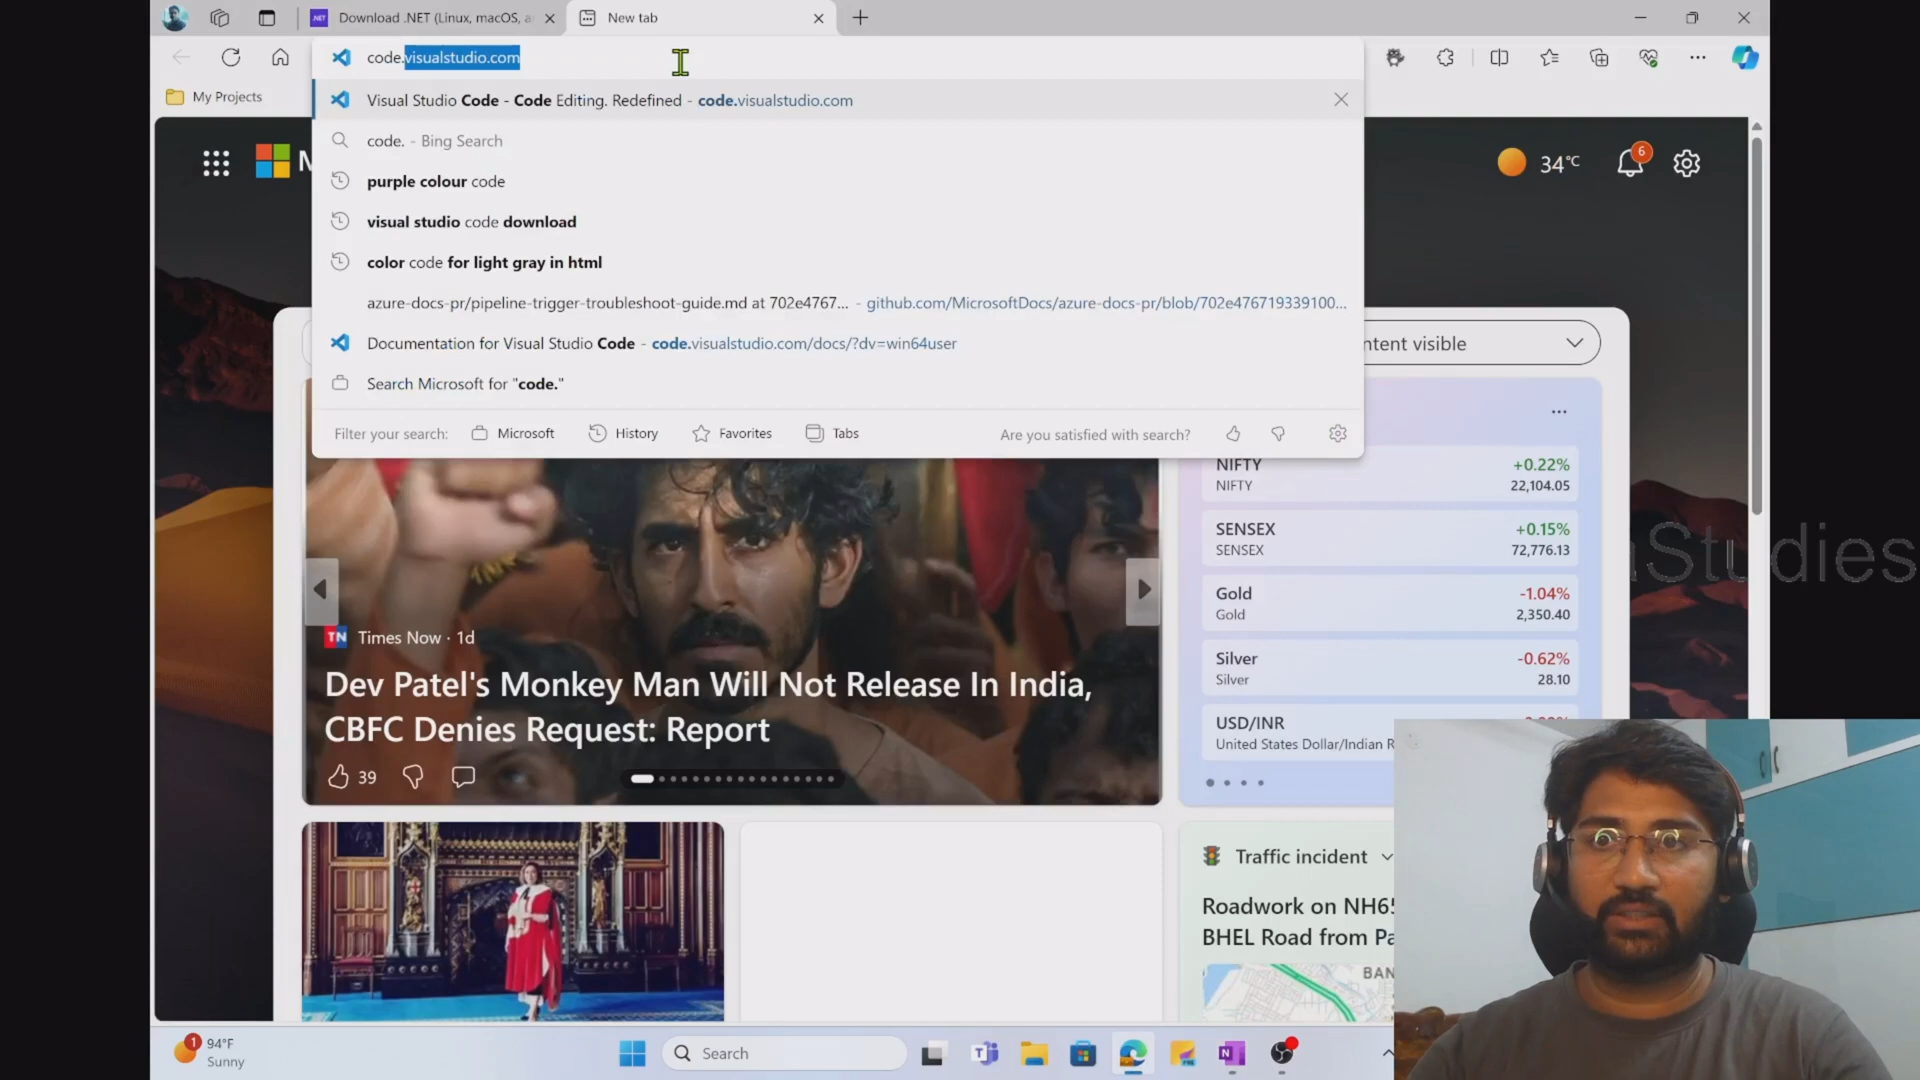 Download .NET (Linux, macOS, a
New tab
code.visualstudio.com
My Projects
Visual Studio Code - Code Editing. Redefined - code.visualstudio.com
code. - Bing Search
purple colour code
visual studio code download
color code for light gray in html
azure-docs-pr/pipeline-trigger-troubleshoot-guide.md at 702e4767... - github.com/MicrosoftDocs/azure-docs-pr/blob/702e476719339100...
Documentation for Visual Studio Code - code.visualstudio.com/docs/?dv=win64user
Search Microsoft for "code."
Filter your search: Microsoft History Favorites Tabs Are you satisfied with search?
34°C
6
ntent visible
NIFTY +0.22%
NIFTY 22,104.05
SENSEX +0.15%
SENSEX 72,776.13
Gold -1.04%
Gold 2,350.40
Silver -0.62%
Silver 28.10
USD/INR
United States Dollar/Indian R
TN Times Now · 1d
Dev Patel's Monkey Man Will Not Release In India,
CBFC Denies Request: Report
39
Traffic incident
Roadwork on NH65
BHEL Road from Pa
BAN
uStudies
1
94°F
Sunny
Search